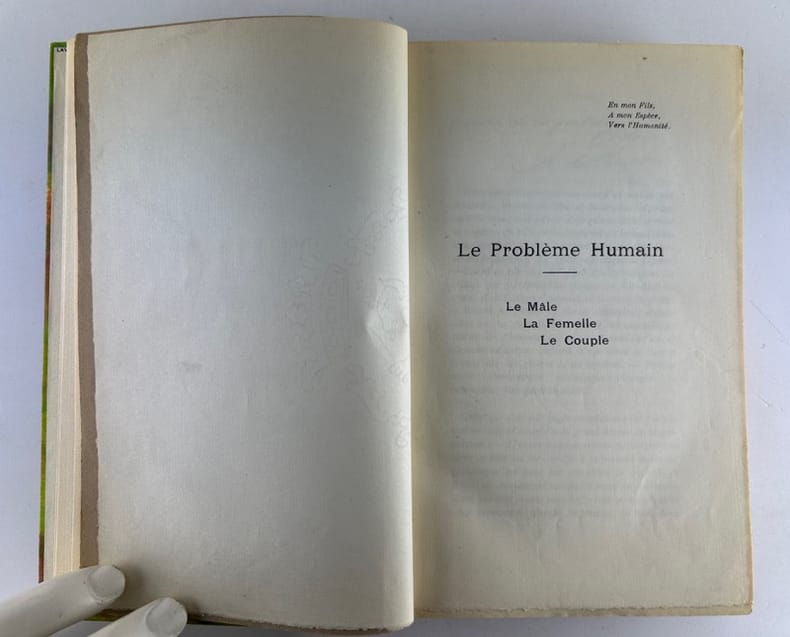 En mon Fils,
A mon Espèce,
Vers l'Humanité.
Le Problème Humain
Le Mâle
La Femelle
Le Couple